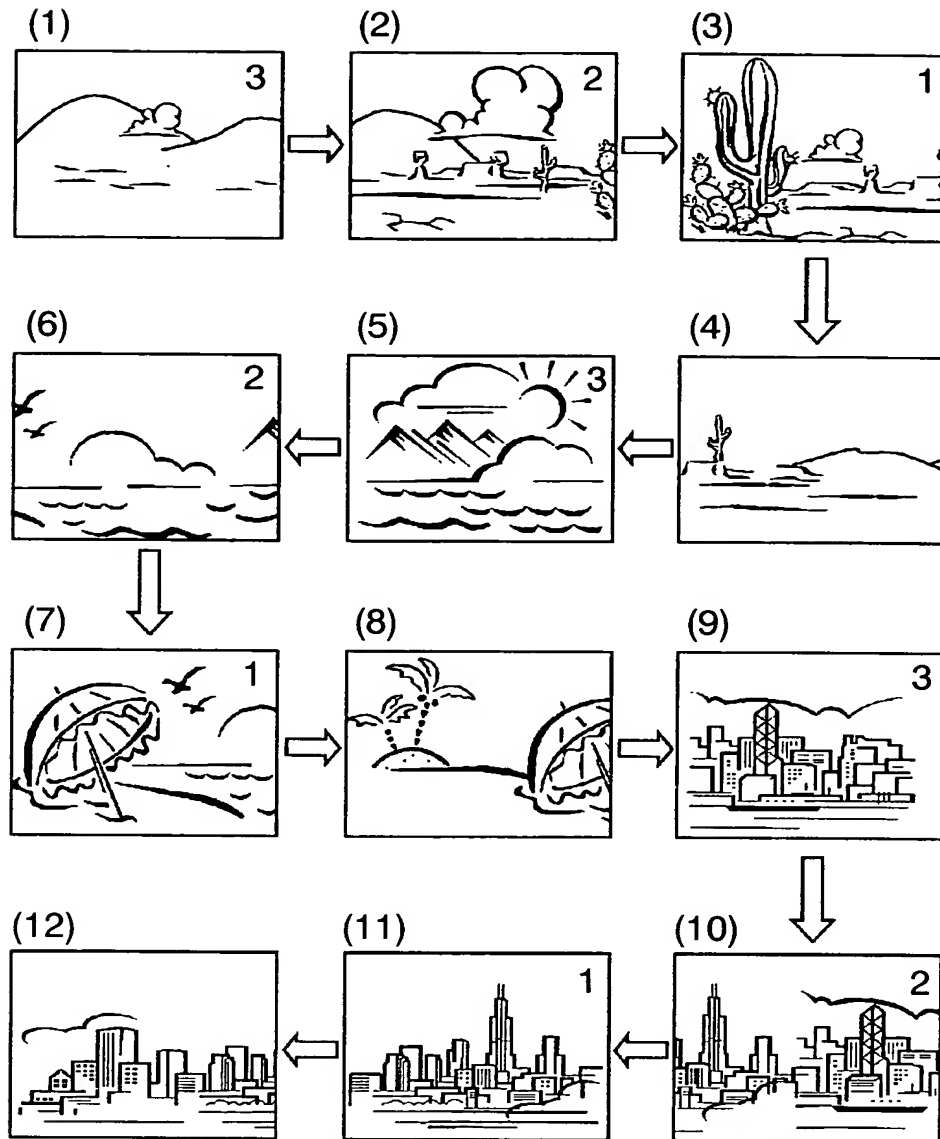 (1) (2) (3)
3 2 1
(6) (5) (4)
2 3
(7) (8) (9)
1 3
(12) (11) (10)
1 2